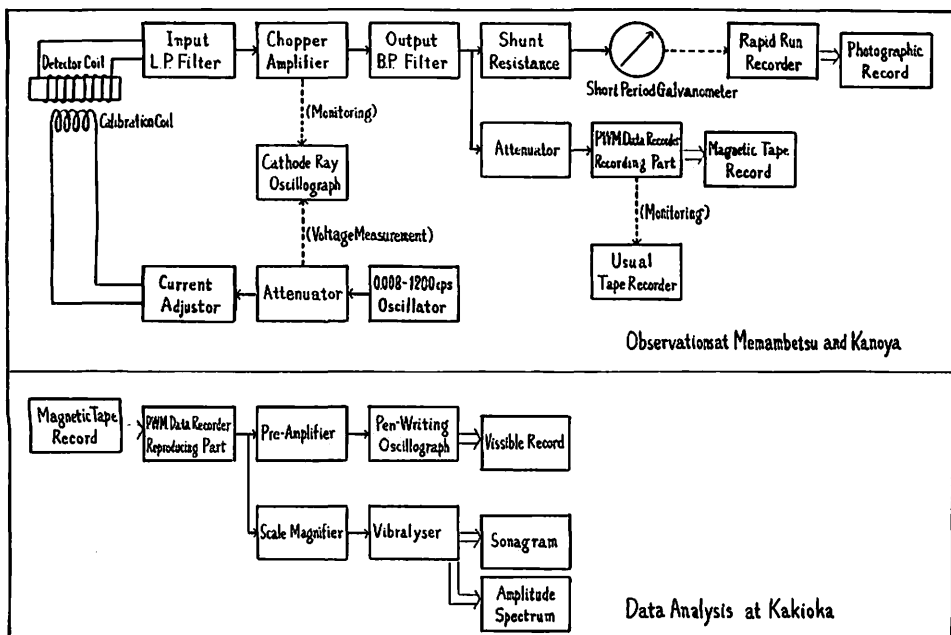 Input
L.P. Filter
Chopper
Amplifier
Output
B.P. Filter
Shunt
Resistance
Short Period Galvanometer
Rapid Run
Recorder
Photographic
Record
Detector Coil
Calibration Coil
(Monitoring)
Cathode Ray
Oscillograph
(Voltage Measurement)
Attenuator
PWM Data Recorder
Recording Part
Magnetic Tape
Record
(Monitoring)
Usual
Tape Recorder
Current
Adjustor
Attenuator
0.008-1200 cps
Oscillator
Observations at Memambetsu and Kanoya
Magnetic Tape
Record
PWM Data Recorder
Reproducing Part
Pre-Amplifier
Pen-Writing
Oscillograph
Vissible Record
Scale Magnifier
Vibralyser
Sonagram
Amplitude
Spectrum
Data Analysis at Kakioka